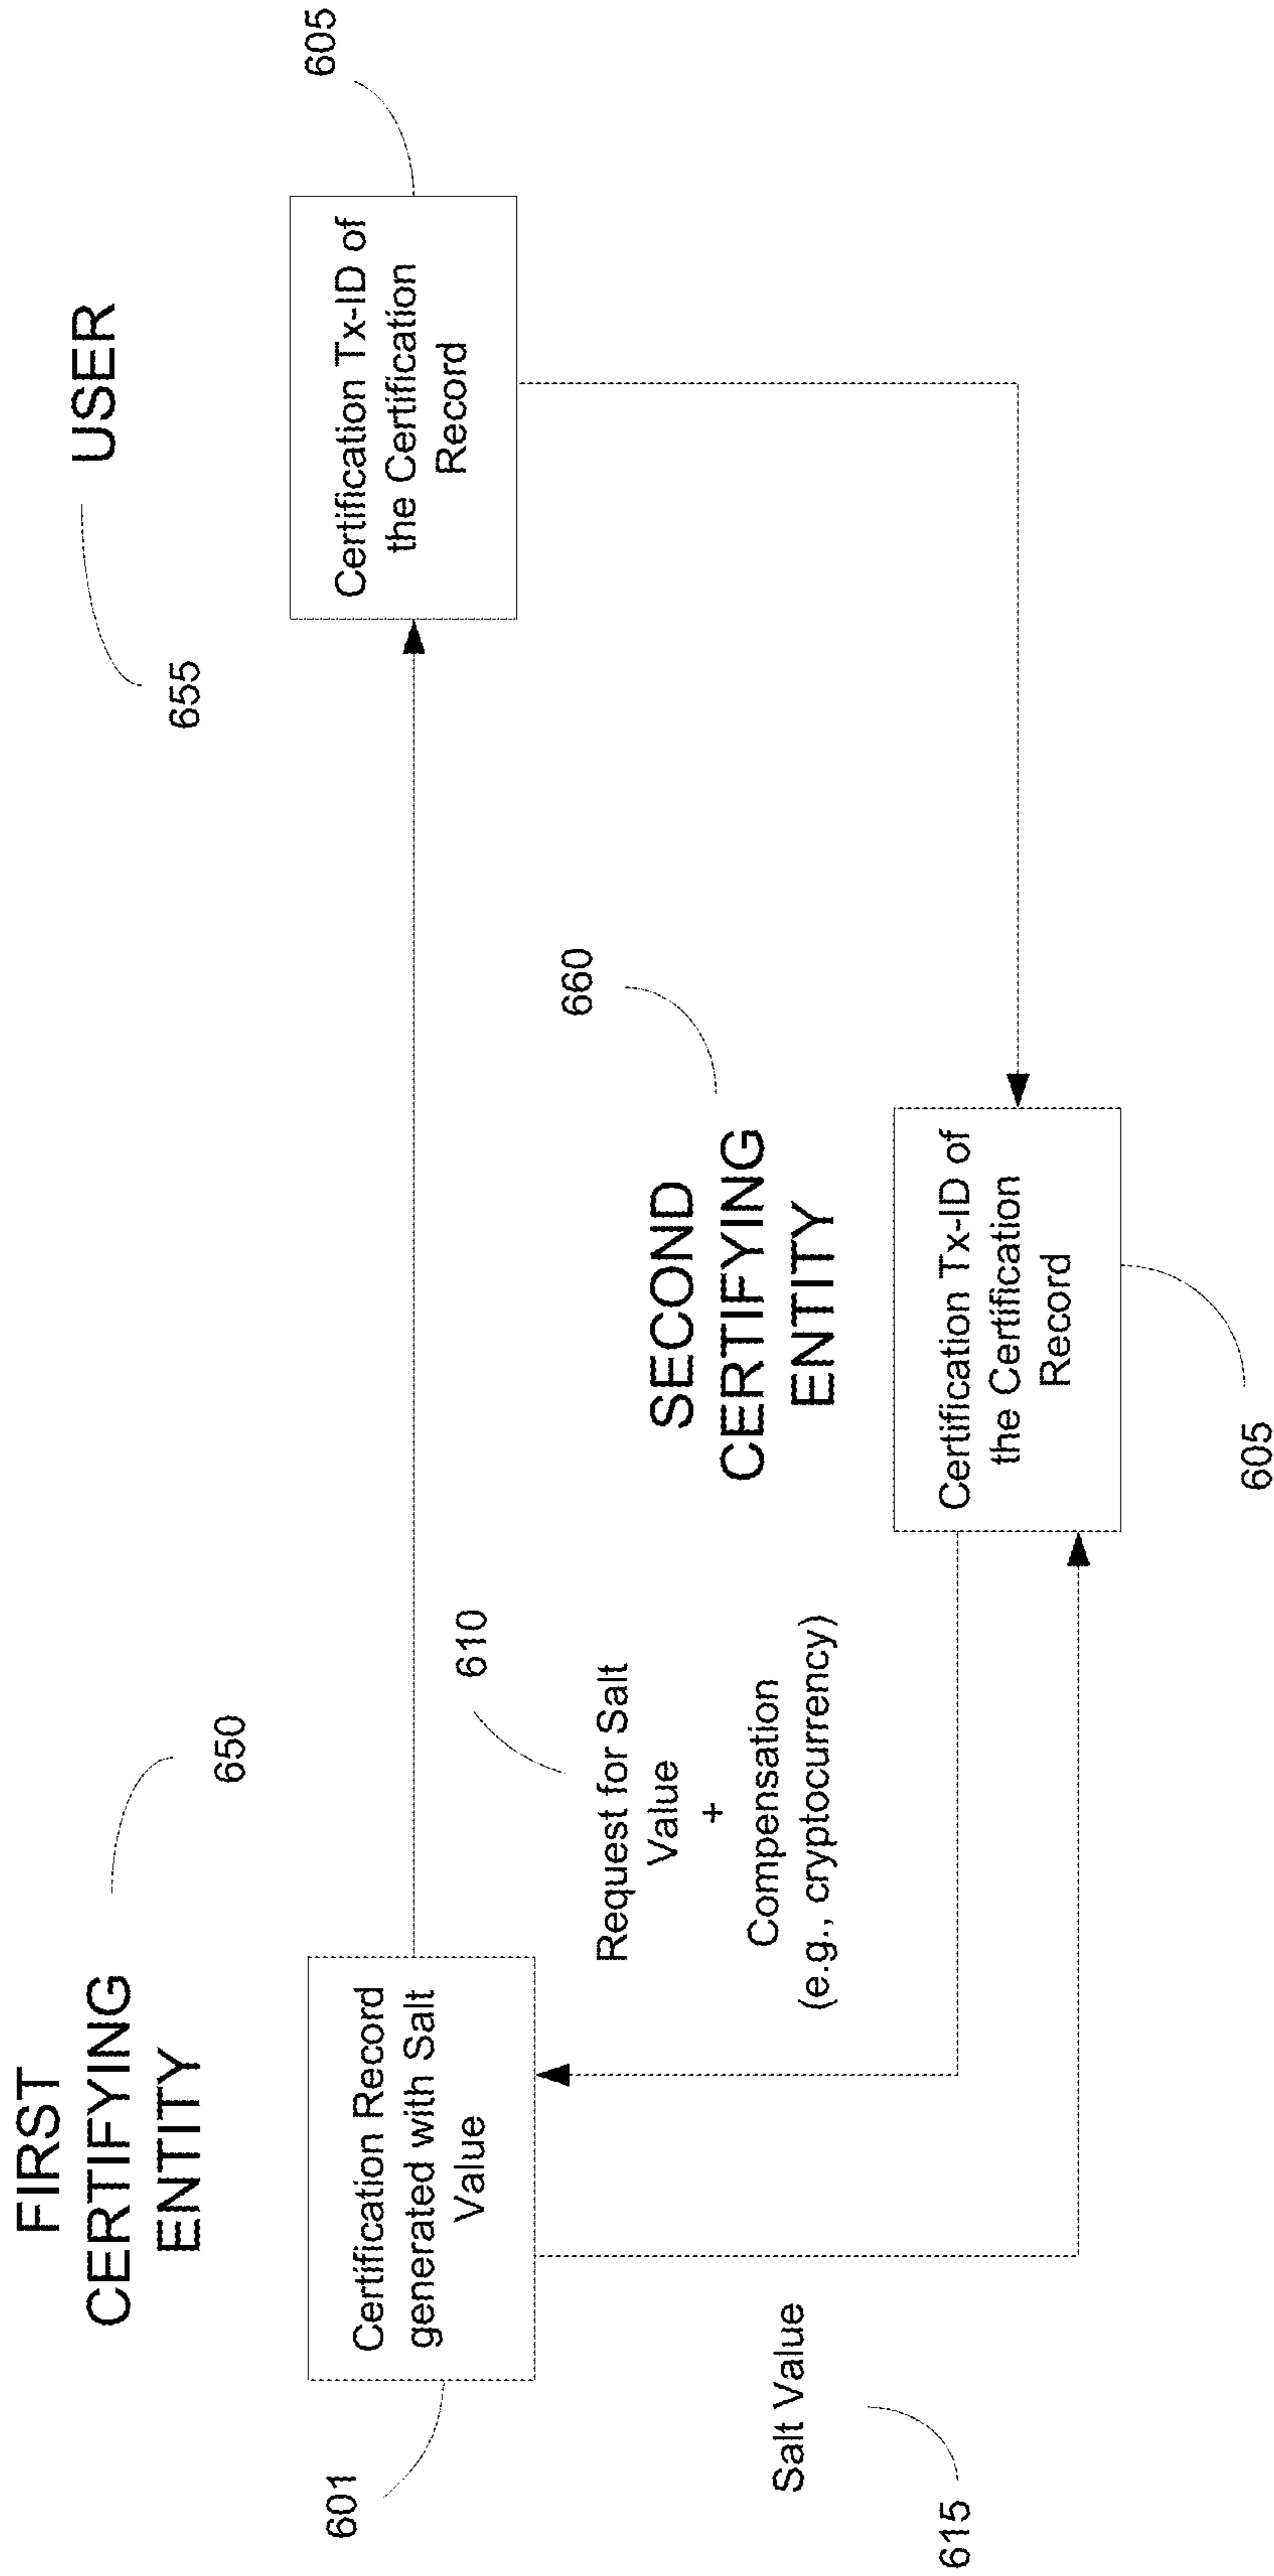 FIRST
CERTIFYING
ENTITY
650
USER
655
601
Certification Record
generated with Salt
Value
Certification Tx-ID of
the Certification
Record
605
610
Request for Salt
Value
+
Compensation
(e.g., cryptocurrency)
SECOND
CERTIFYING
ENTITY
660
Salt Value
615
Certification Tx-ID of
the Certification
Record
605